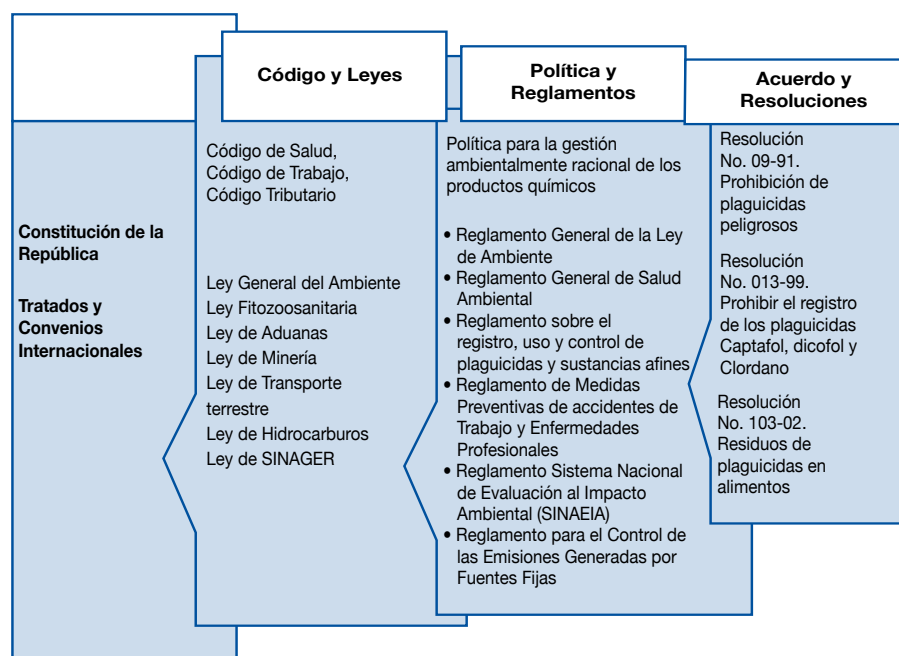 Constitución de la
República
Tratados y
Convenios
Internacionales
Código y Leyes
Código de Salud,
Código de Trabajo,
Código Tributario
Ley General del Ambiente
Ley Fitozoosanitaria
Ley de Aduanas
Ley de Minería
Ley de Transporte
terrestre
Ley de Hidrocarburos
Ley de SINAGER
Política y
Reglamentos
Política para la gestión
ambientalmente racional de los
productos químicos
• Reglamento General de la Ley
de Ambiente
• Reglamento General de Salud
Ambiental
• Reglamento sobre el
registro, uso y control de
plaguicidas y sustancias afines
• Reglamento de Medidas
Preventivas de accidentes de
Trabajo y Enfermedades
Profesionales
• Reglamento Sistema Nacional
de Evaluación al Impacto
Ambiental (SINAEIA)
• Reglamento para el Control de
las Emisiones Generadas por
Fuentes Fijas
Acuerdo y
Resoluciones
Resolución
No. 09-91.
Prohibición de
plaguicidas
peligrosos
Resolución
No. 013-99.
Prohibir el registro
de los plaguicidas
Captafol, dicofol y
Clordano
Resolución
No. 103-02.
Residuos de
plaguicidas en
alimentos